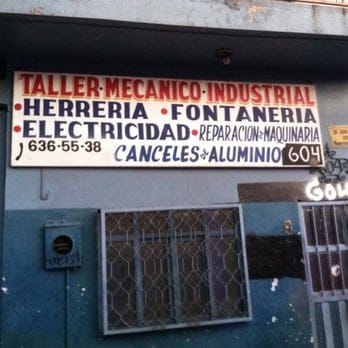 TALLER·MECANICO·INDUSTRIAL
•HERRERIA•FONTANERIA
•ELECTRICIDAD•REPARACION DE MAQUINARIA
636-55-38 CANCELES DE ALUMINIO 604